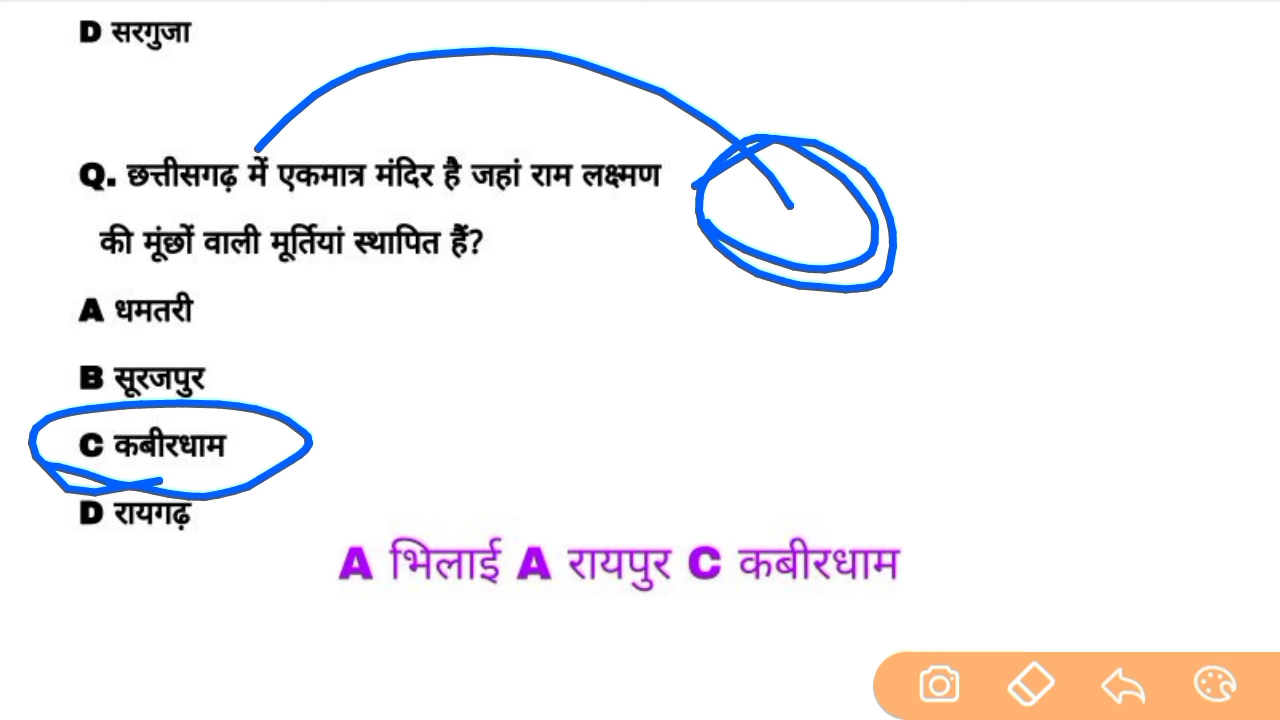 D सरगुजा
Q. छत्तीसगढ़ में एकमात्र मंदिर है जहां राम लक्ष्मण
की मूंछों वाली मूर्तियां स्थापित हैं?
A धमतरी
B सूरजपुर
C कबीरधाम
D रायगढ़
A भिलाई A रायपुर C कबीरधाम